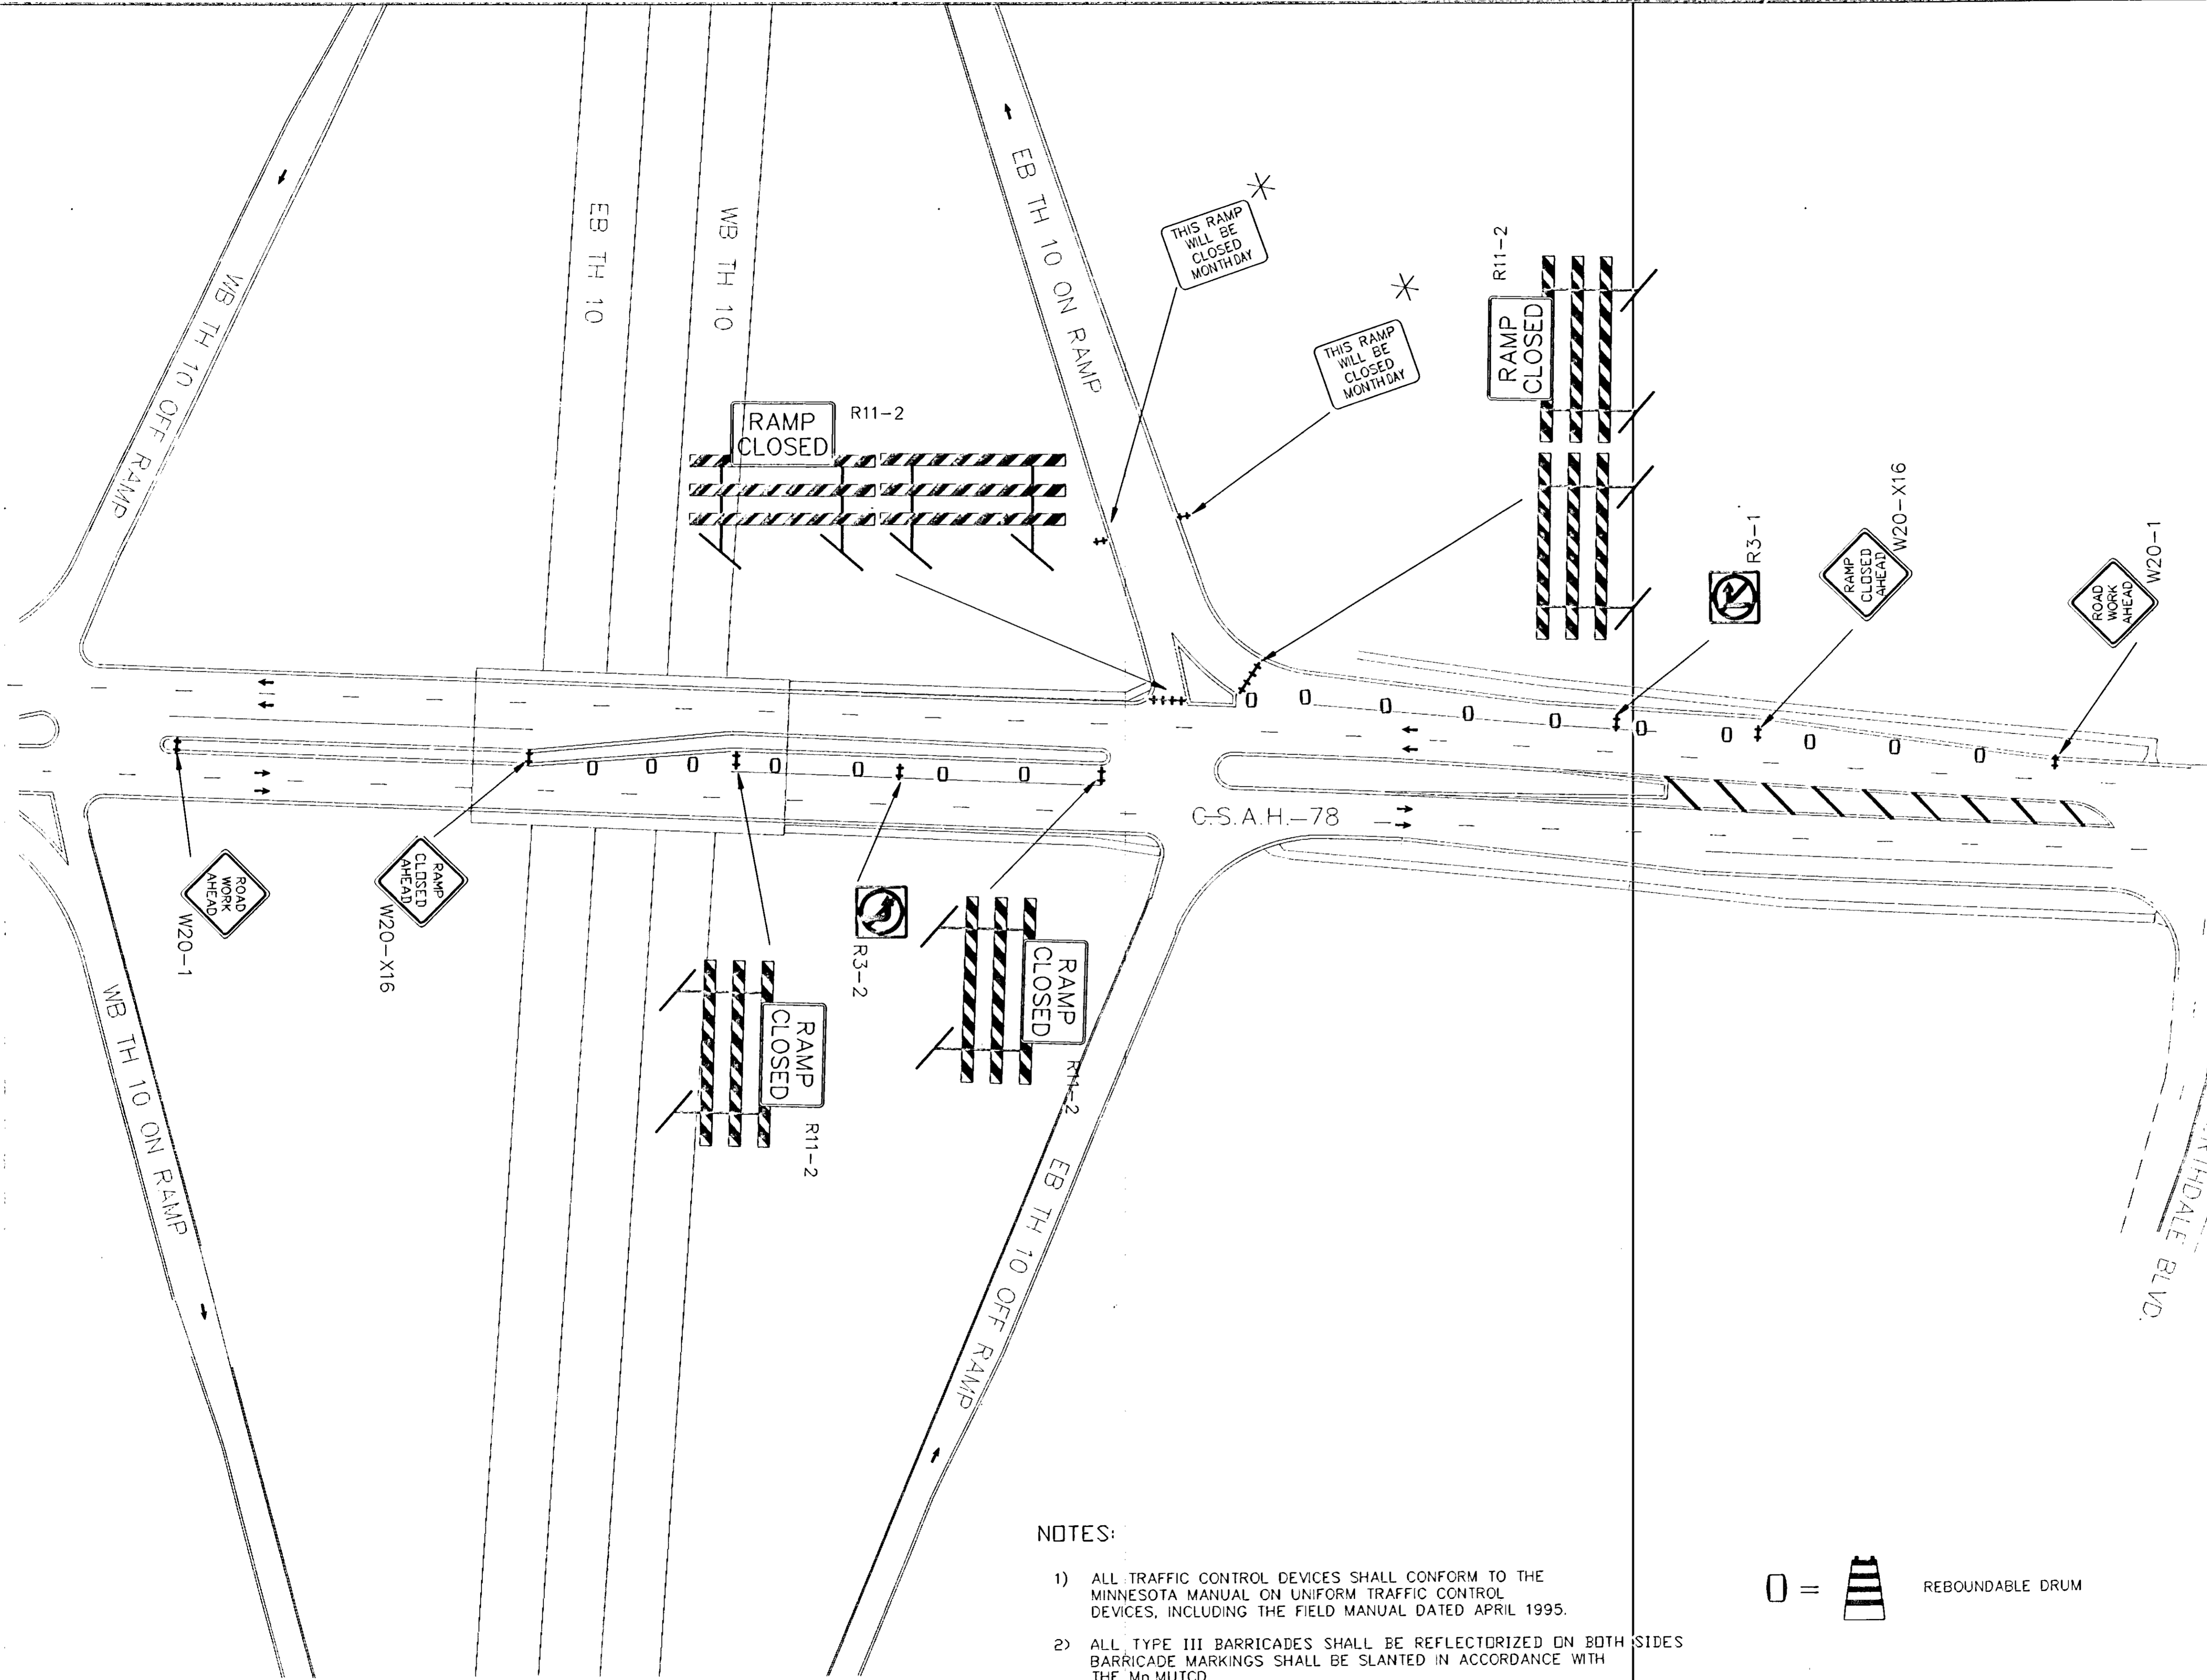 EB TH 10
WB TH 10
EB TH 10 ON RAMP
WB TH 10 OFF RAMP
THIS RAMP
WILL BE
CLOSED
MONTH DAY
*
THIS RAMP
WILL BE
CLOSED
MONTH DAY
*
RAMP
CLOSED
R11-2
RAMP
CLOSED
R11-2
R3-1
RAMP
CLOSED
AHEAD
W20-X16
ROAD
WORK
AHEAD
W20-1
C.S.A.H.-78
ROAD
WORK
AHEAD
W20-1
RAMP
CLOSED
AHEAD
W20-X16
RAMP
CLOSED
R11-2
R3-2
RAMP
CLOSED
R11-2
WB TH 10 ON RAMP
EB TH 10 OFF RAMP
BLVD.
NOTES:
1) ALL TRAFFIC CONTROL DEVICES SHALL CONFORM TO THE
MINNESOTA MANUAL ON UNIFORM TRAFFIC CONTROL
DEVICES, INCLUDING THE FIELD MANUAL DATED APRIL 1995.
2) ALL TYPE III BARRICADES SHALL BE REFLECTORIZED ON BOTH SIDES
BARRICADE MARKINGS SHALL BE SLANTED IN ACCORDANCE WITH
THE Mn MUTCD
= REBOUNDABLE DRUM